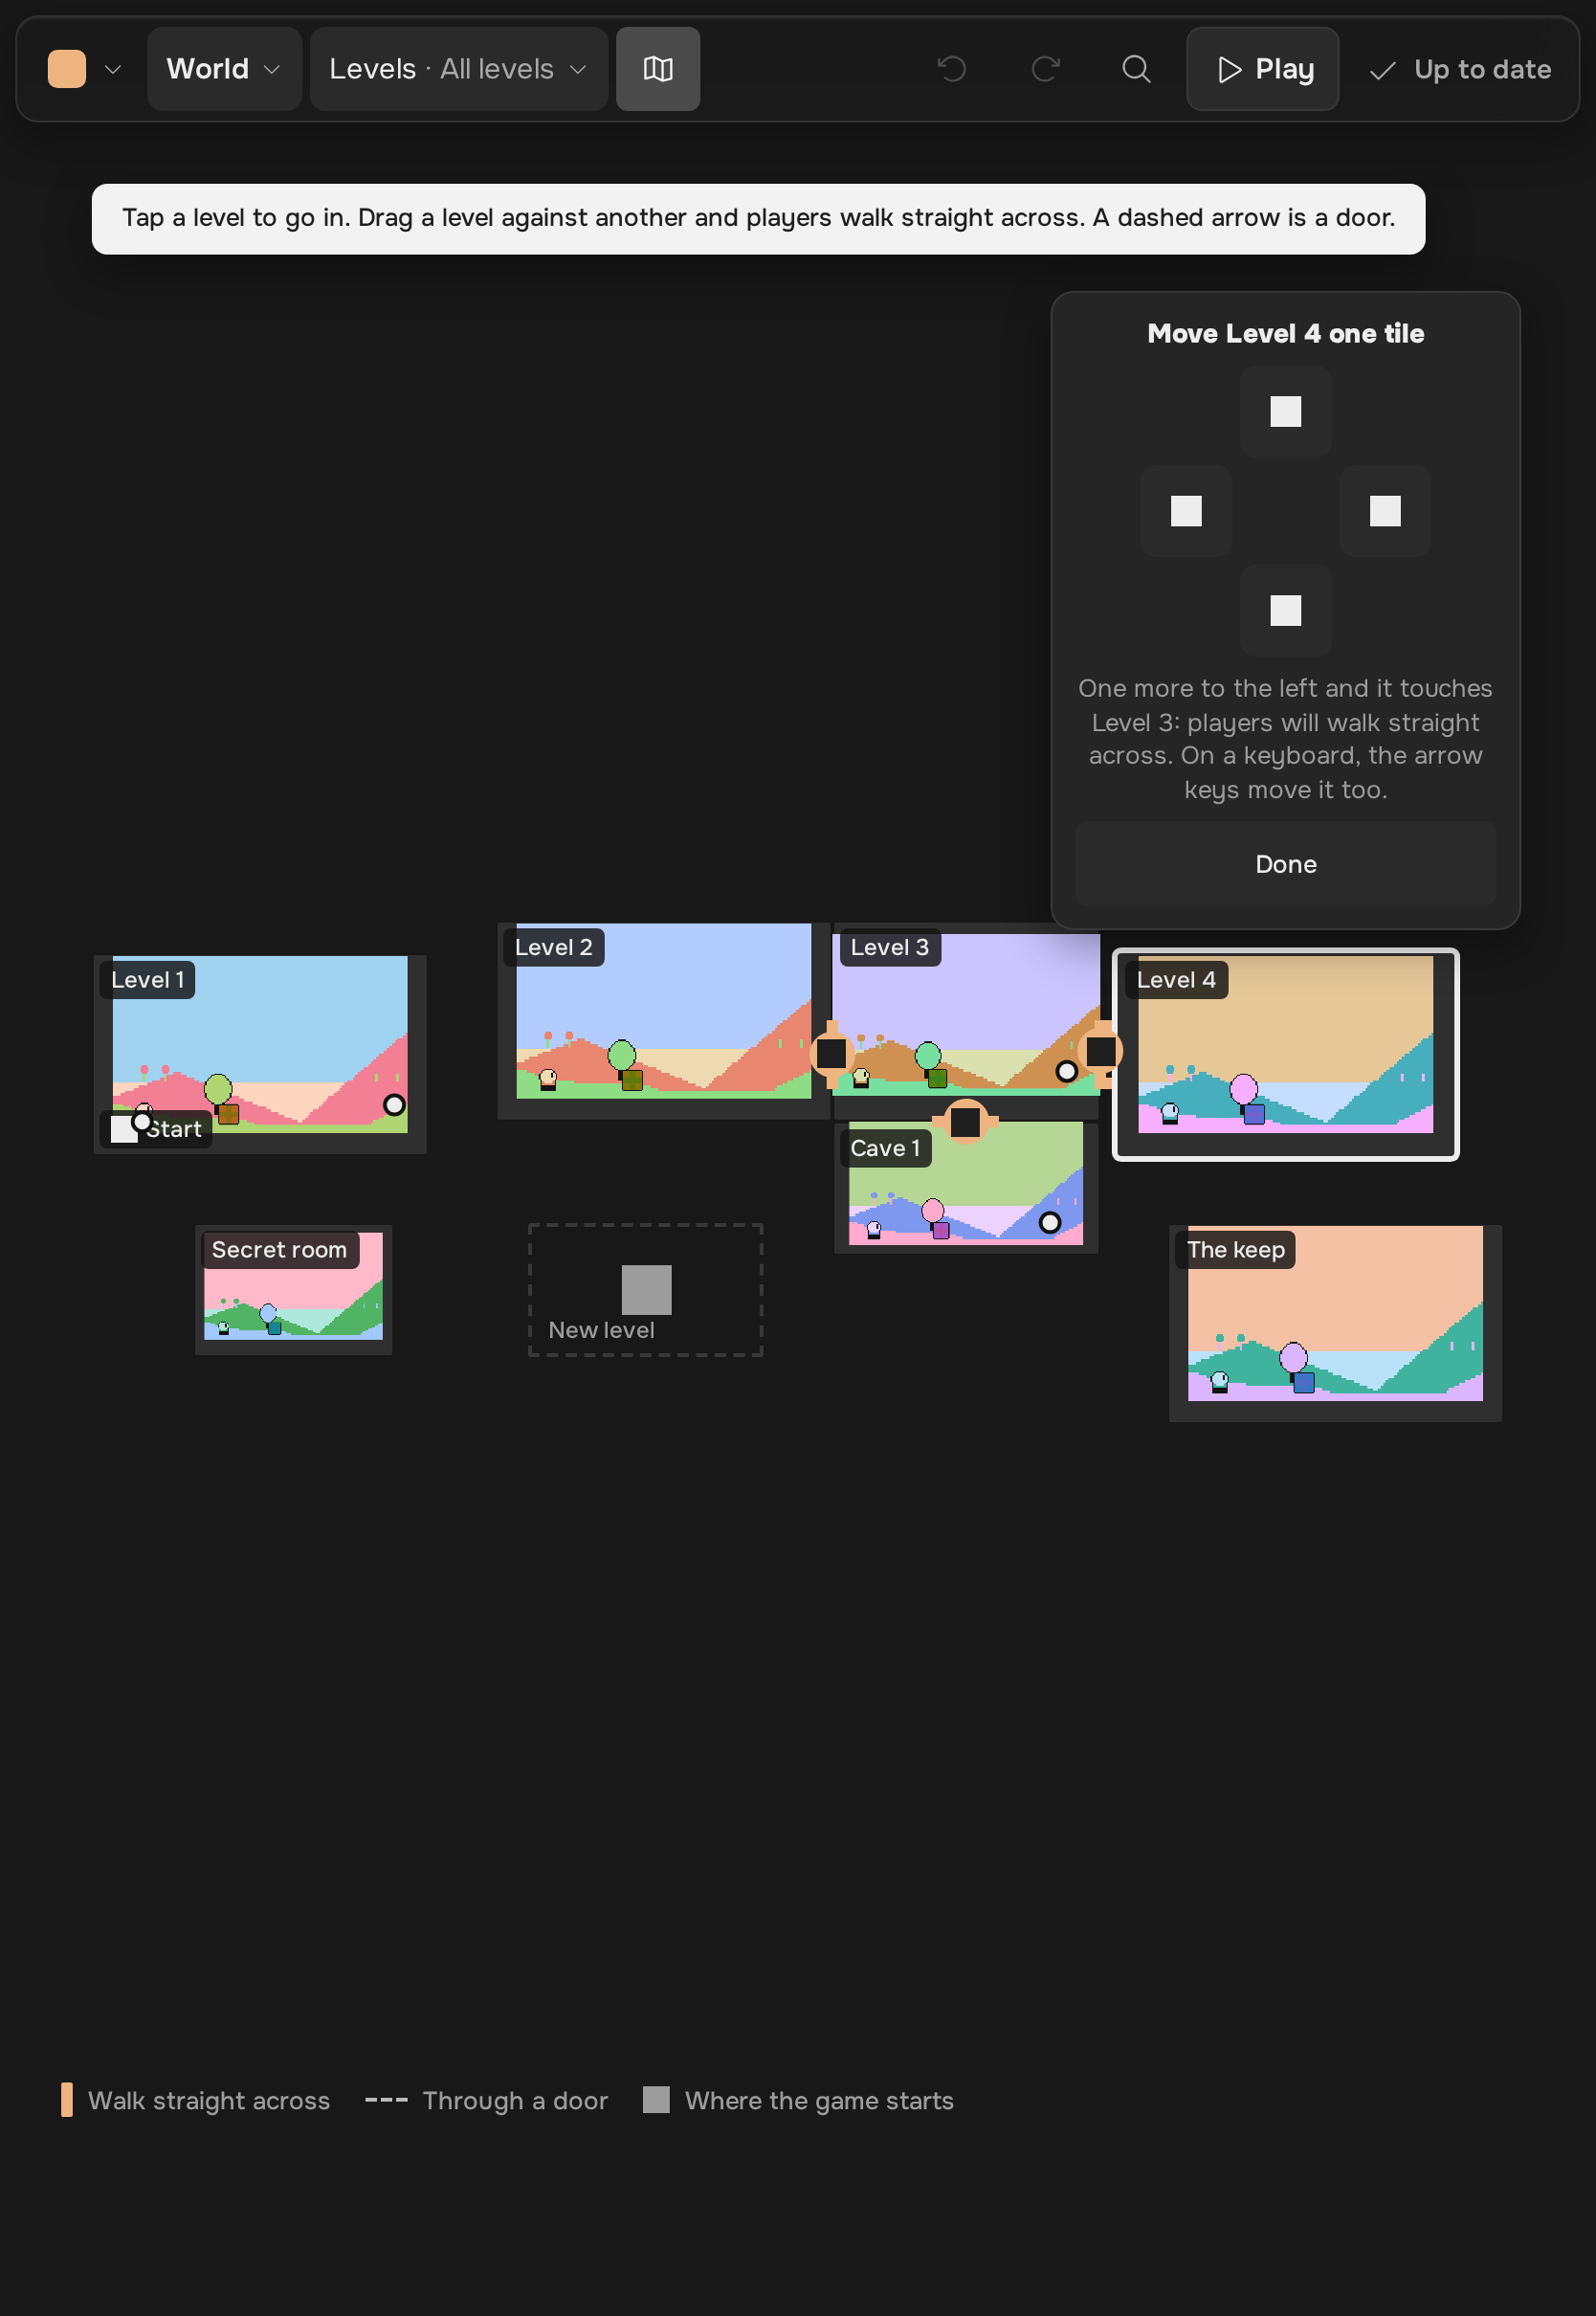 World
Levels · All levels
Play
Up to date
Tap a level to go in. Drag a level against another and players walk straight across. A dashed arrow is a door.
Move Level 4 one tile
One more to the left and it touches
Level 3: players will walk straight
across. On a keyboard, the arrow
keys move it too.
Done
Level 1
Start
Level 2
Level 3
Level 4
Cave 1
Secret room
New level
The keep
Walk straight across
Through a door
Where the game starts